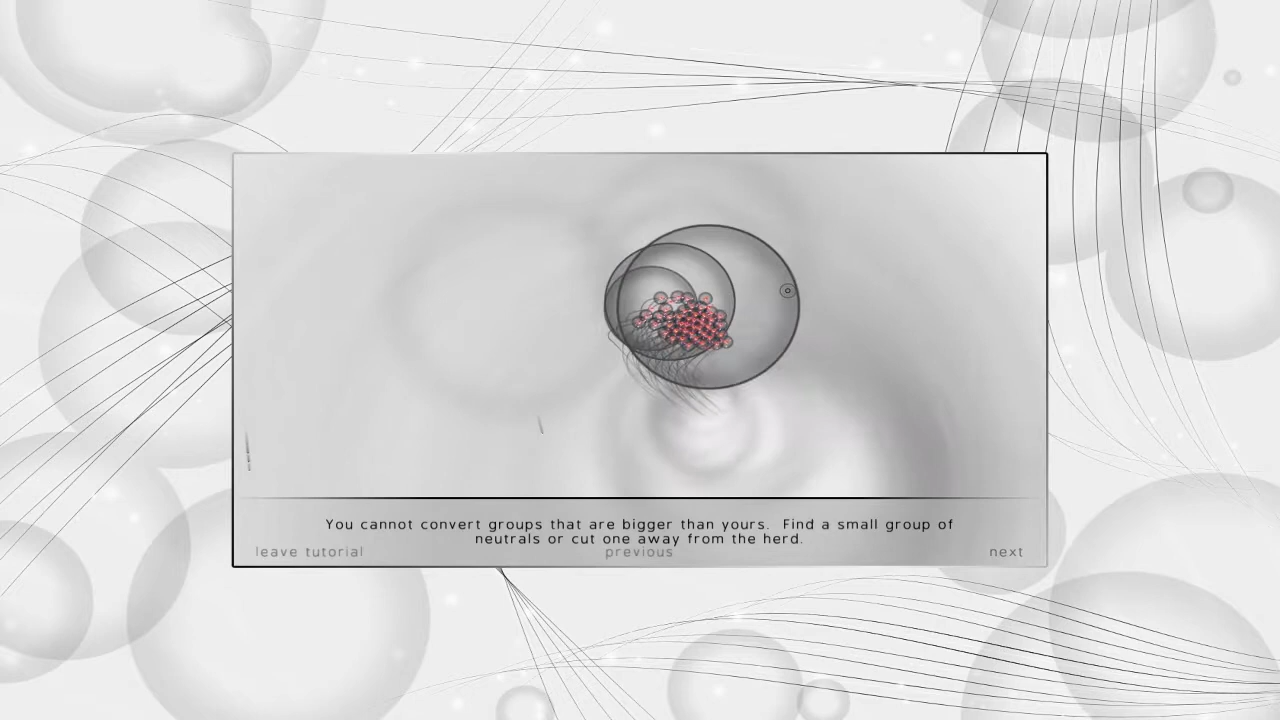 You cannot convert groups that are bigger than yours.  Find a small group of
neutrals or cut one away from the herd.
leave tutorial previous next